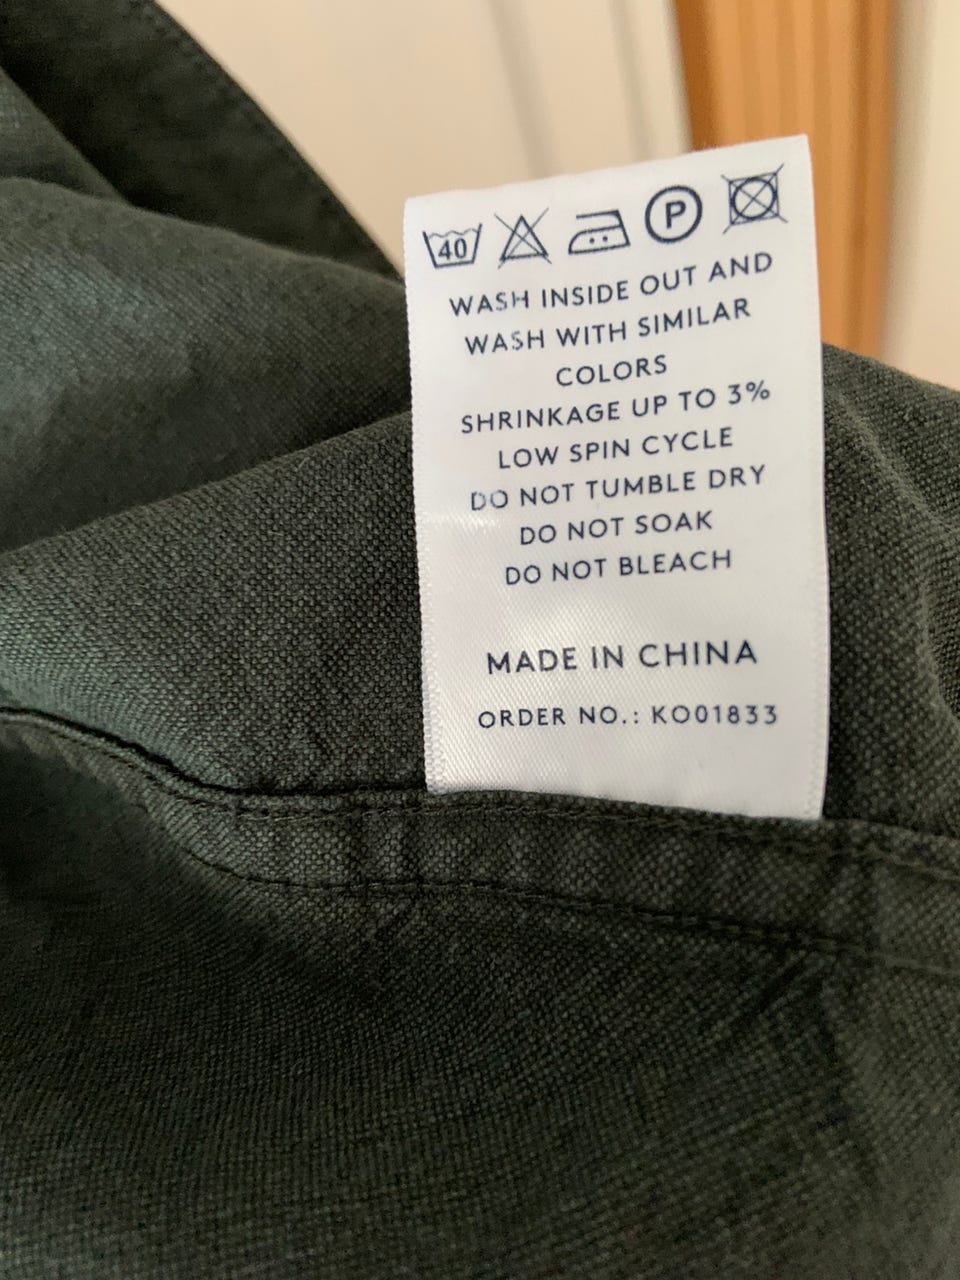 40 P
WASH INSIDE OUT AND
WASH WITH SIMILAR
COLORS
SHRINKAGE UP TO 3%
LOW SPIN CYCLE
DO NOT TUMBLE DRY
DO NOT SOAK
DO NOT BLEACH
MADE IN CHINA
ORDER NO.: KO01833